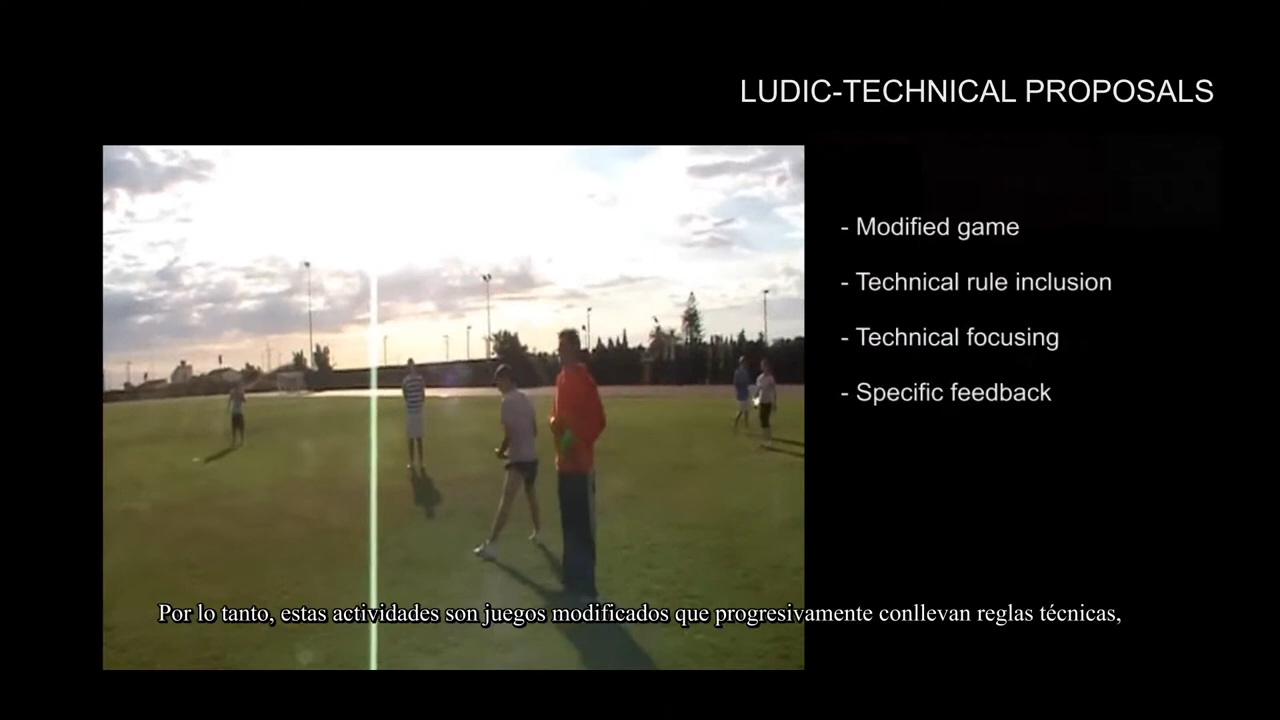 LUDIC-TECHNICAL PROPOSALS
- Modified game
- Technical rule inclusion
- Technical focusing
- Specific feedback
Por lo tanto, estas actividades son juegos modificados que progresivamente conllevan reglas técnicas,